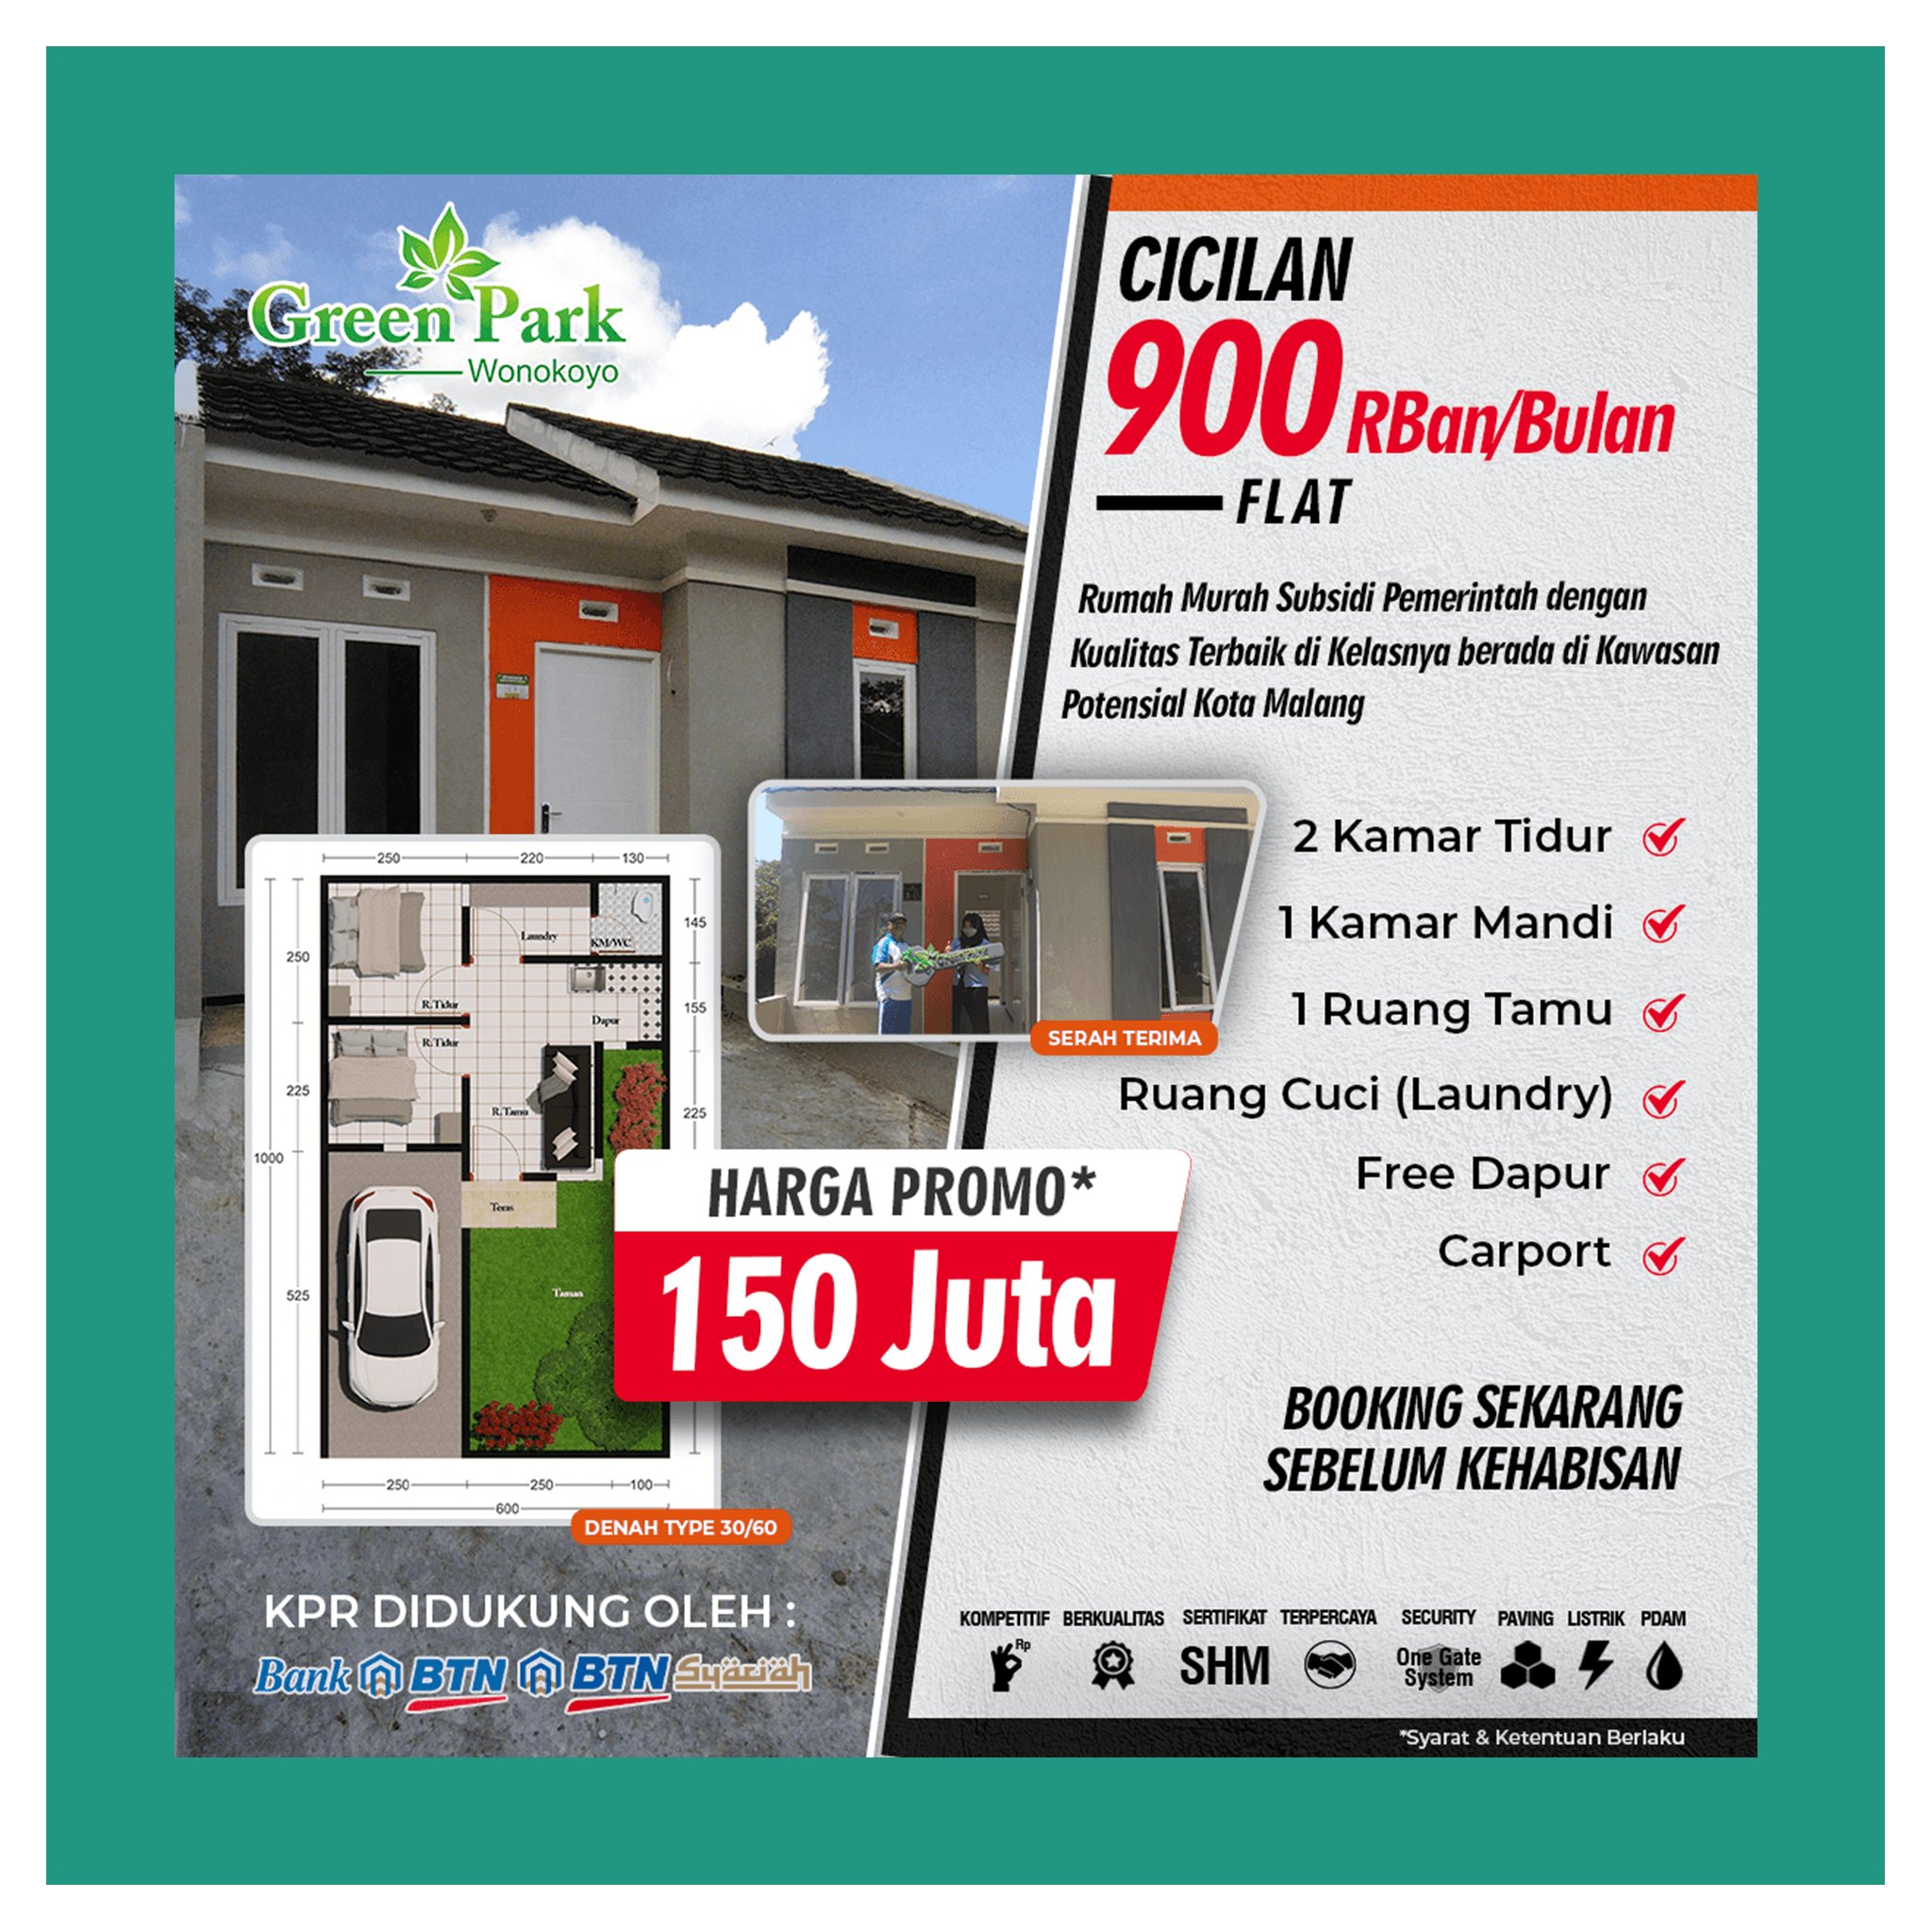 Green Park
Wonokoyo
CICILAN
900 RBan/Bulan
FLAT
Rumah Murah Subsidi Pemerintah dengan
Kualitas Terbaik di Kelasnya berada di Kawasan
Potensial Kota Malang
2 Kamar Tidur
1 Kamar Mandi
1 Ruang Tamu
Ruang Cuci (Laundry)
Free Dapur
Carport
SERAH TERIMA
250 220 130
145
250
155
225
225
1000
525
250 250 100
600
Laundry
KM/WC
R. Tidur
Dapur
R. Tidur
R. Tamu
Teras
Taman
DENAH TYPE 30/60
HARGA PROMO*
150 Juta
BOOKING SEKARANG
SEBELUM KEHABISAN
KPR DIDUKUNG OLEH :
Bank BTN BTN Syariah
KOMPETITIF BERKUALITAS SERTIFIKAT TERPERCAYA SECURITY PAVING LISTRIK PDAM
Rp
SHM
One Gate
System
*Syarat & Ketentuan Berlaku